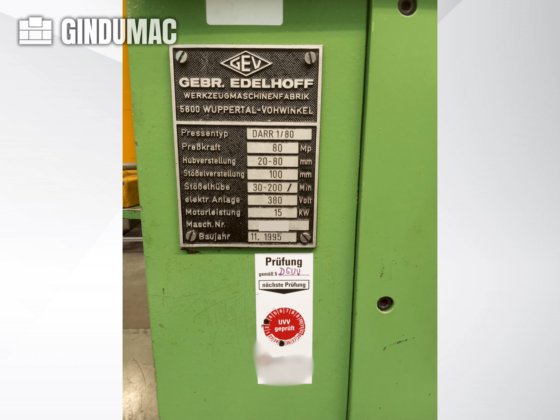 GINDUMAC
GEV
GEBR. EDELHOFF
WERKZEUGMASCHINENFABRIK
5600 WUPPERTAL-VOHWINKEL
Pressentyp DARR 1/80
Preßkraft 80 Mp
Hubverstellung 20-80 mm
Stößelverstellung 100 mm
Stößelhübe 30-200 / Min
elektr. Anlage 380 Volt
Motorleistung 15 KW
Masch. Nr.
Baujahr 11. 1995
Prüfung
gemäß § DGUV
nächste Prüfung
UVV
geprüft